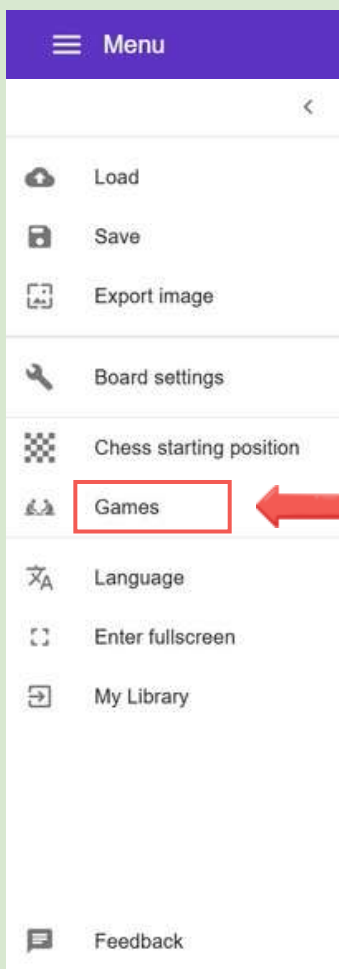 Menu
Load
Save
Export image
Board settings
Chess starting position
Games
Language
Enter fullscreen
My Library
Feedback